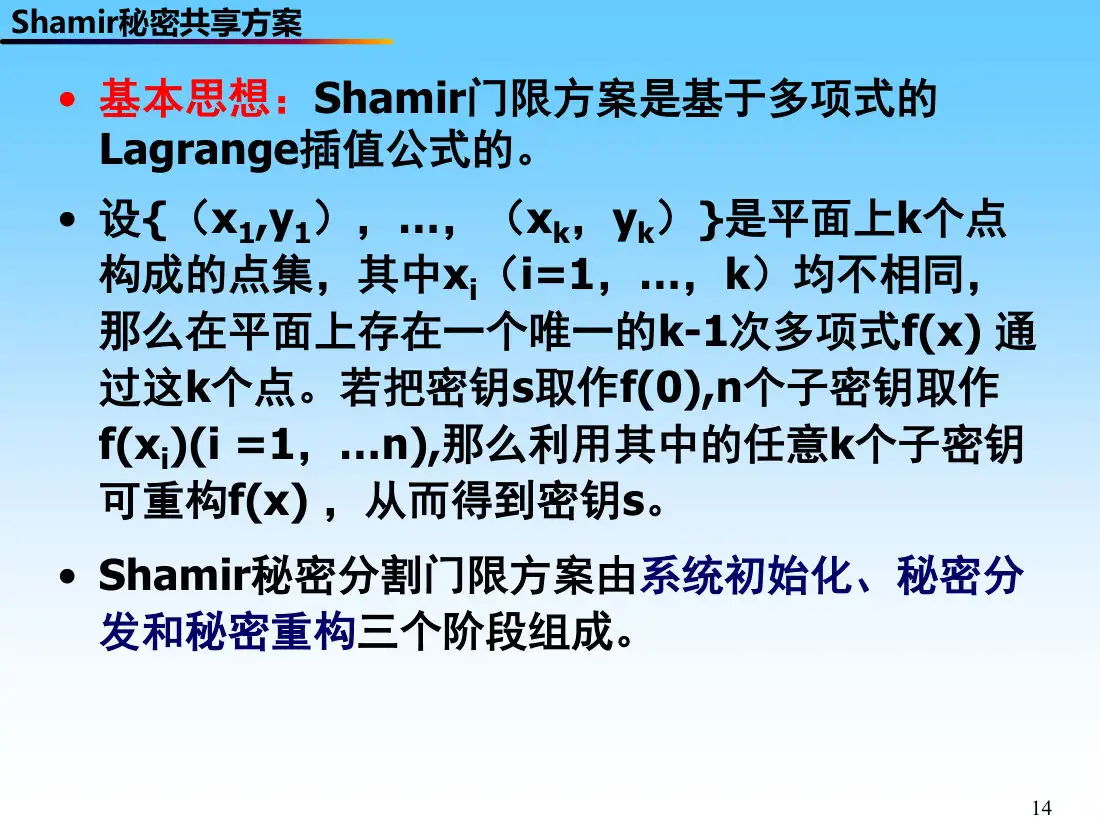 Shamir秘密共享方案
• 基本思想：Shamir门限方案是基于多项式的
Lagrange插值公式的。
• 设{（x1,y1），…，（xk，yk）}是平面上k个点
构成的点集，其中xi（i=1，…，k）均不相同，
那么在平面上存在一个唯一的k-1次多项式f(x) 通
过这k个点。若把密钥s取作f(0),n个子密钥取作
f(xi)(i =1，…n),那么利用其中的任意k个子密钥
可重构f(x) ，从而得到密钥s。
• Shamir秘密分割门限方案由系统初始化、秘密分
发和秘密重构三个阶段组成。
14